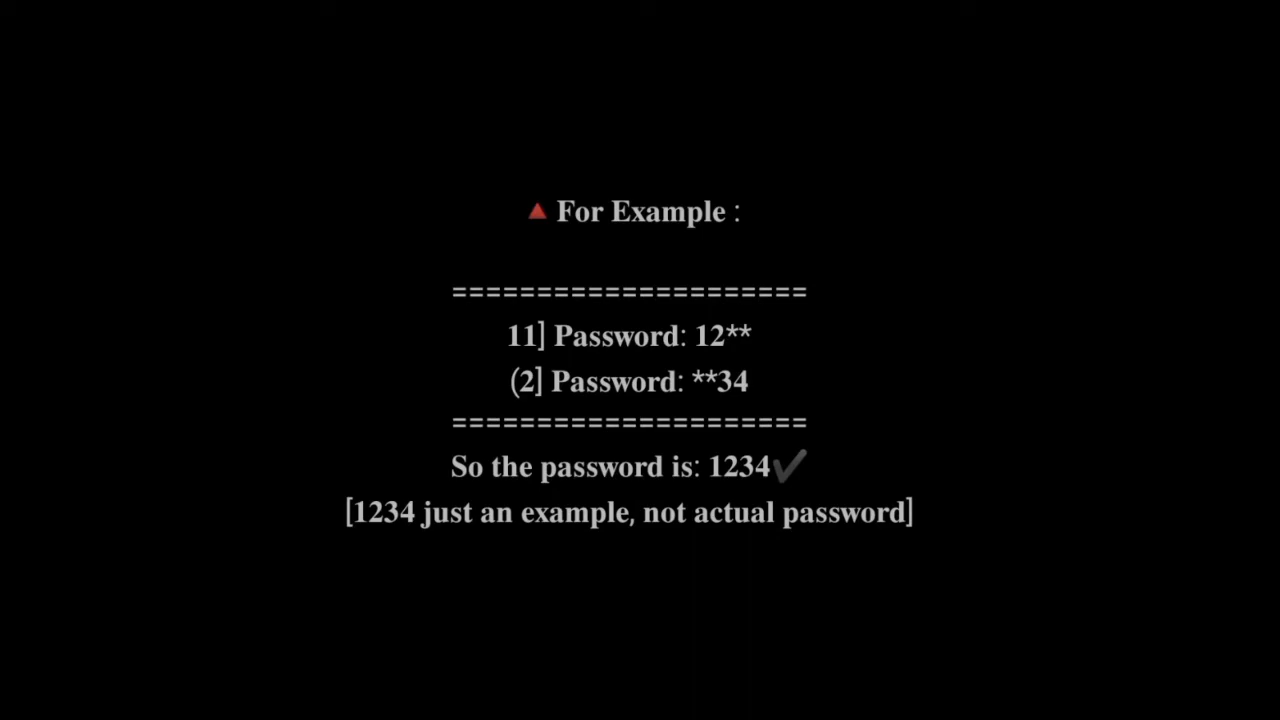 🔺For Example :
=====================
11] Password: 12**
(2] Password: **34
=====================
So the password is: 1234✔
[1234 just an example, not actual password]